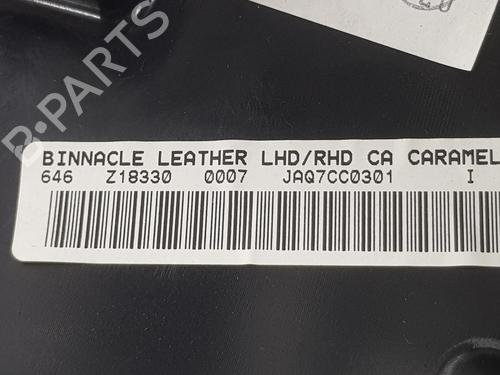 B-PARTS
BINNACLE LEATHER LHD/RHD CA CARAMEL
646 Z18330 0007 JAQ7CC0301 I